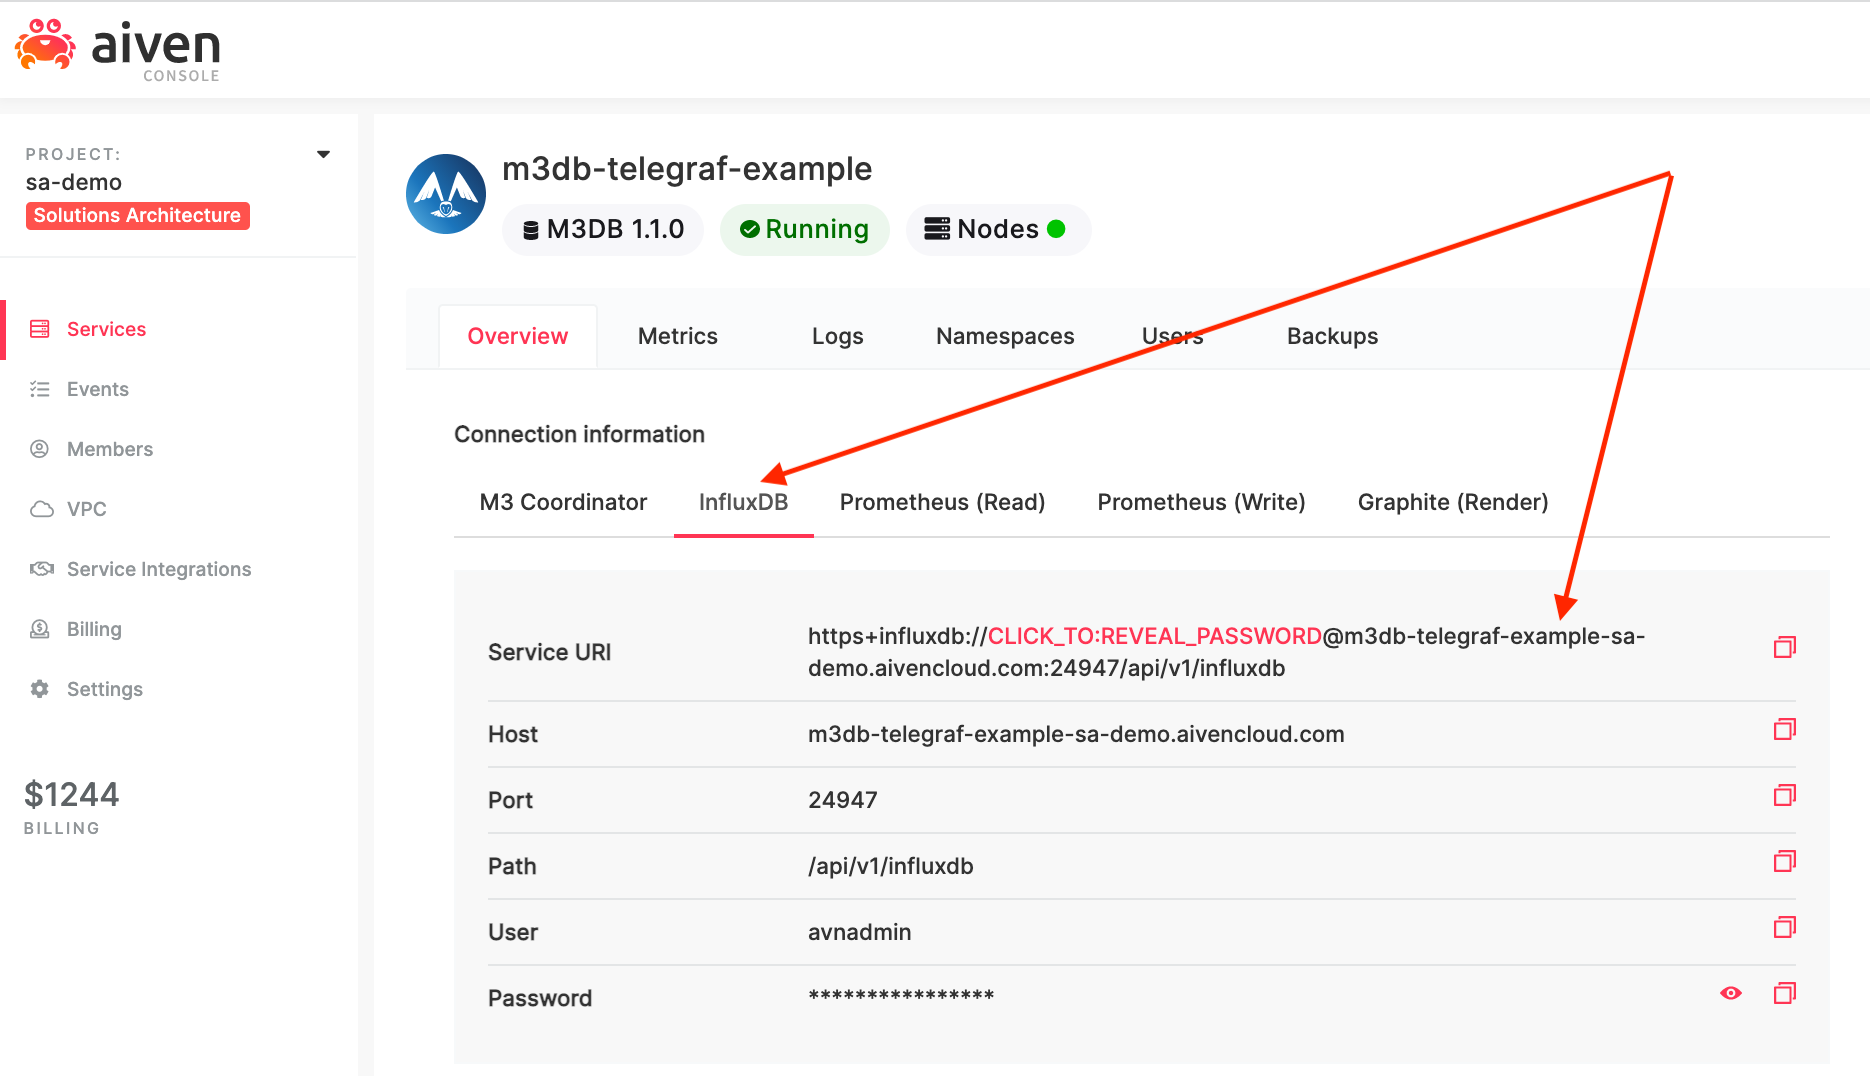 aiven
CONSOLE
PROJECT:
sa-demo
Solutions Architecture
Services
Events
Members
VPC
Service Integrations
Billing
Settings
$1244
BILLING
m3db-telegraf-example
M3DB 1.1.0 Running Nodes
Overview Metrics Logs Namespaces Users Backups
Connection information
M3 Coordinator InfluxDB Prometheus (Read) Prometheus (Write) Graphite (Render)
Service URI https+influxdb://CLICK_TO:REVEAL_PASSWORD@m3db-telegraf-example-sa-
demo.aivencloud.com:24947/api/v1/influxdb
Host m3db-telegraf-example-sa-demo.aivencloud.com
Port 24947
Path /api/v1/influxdb
User avnadmin
Password ****************